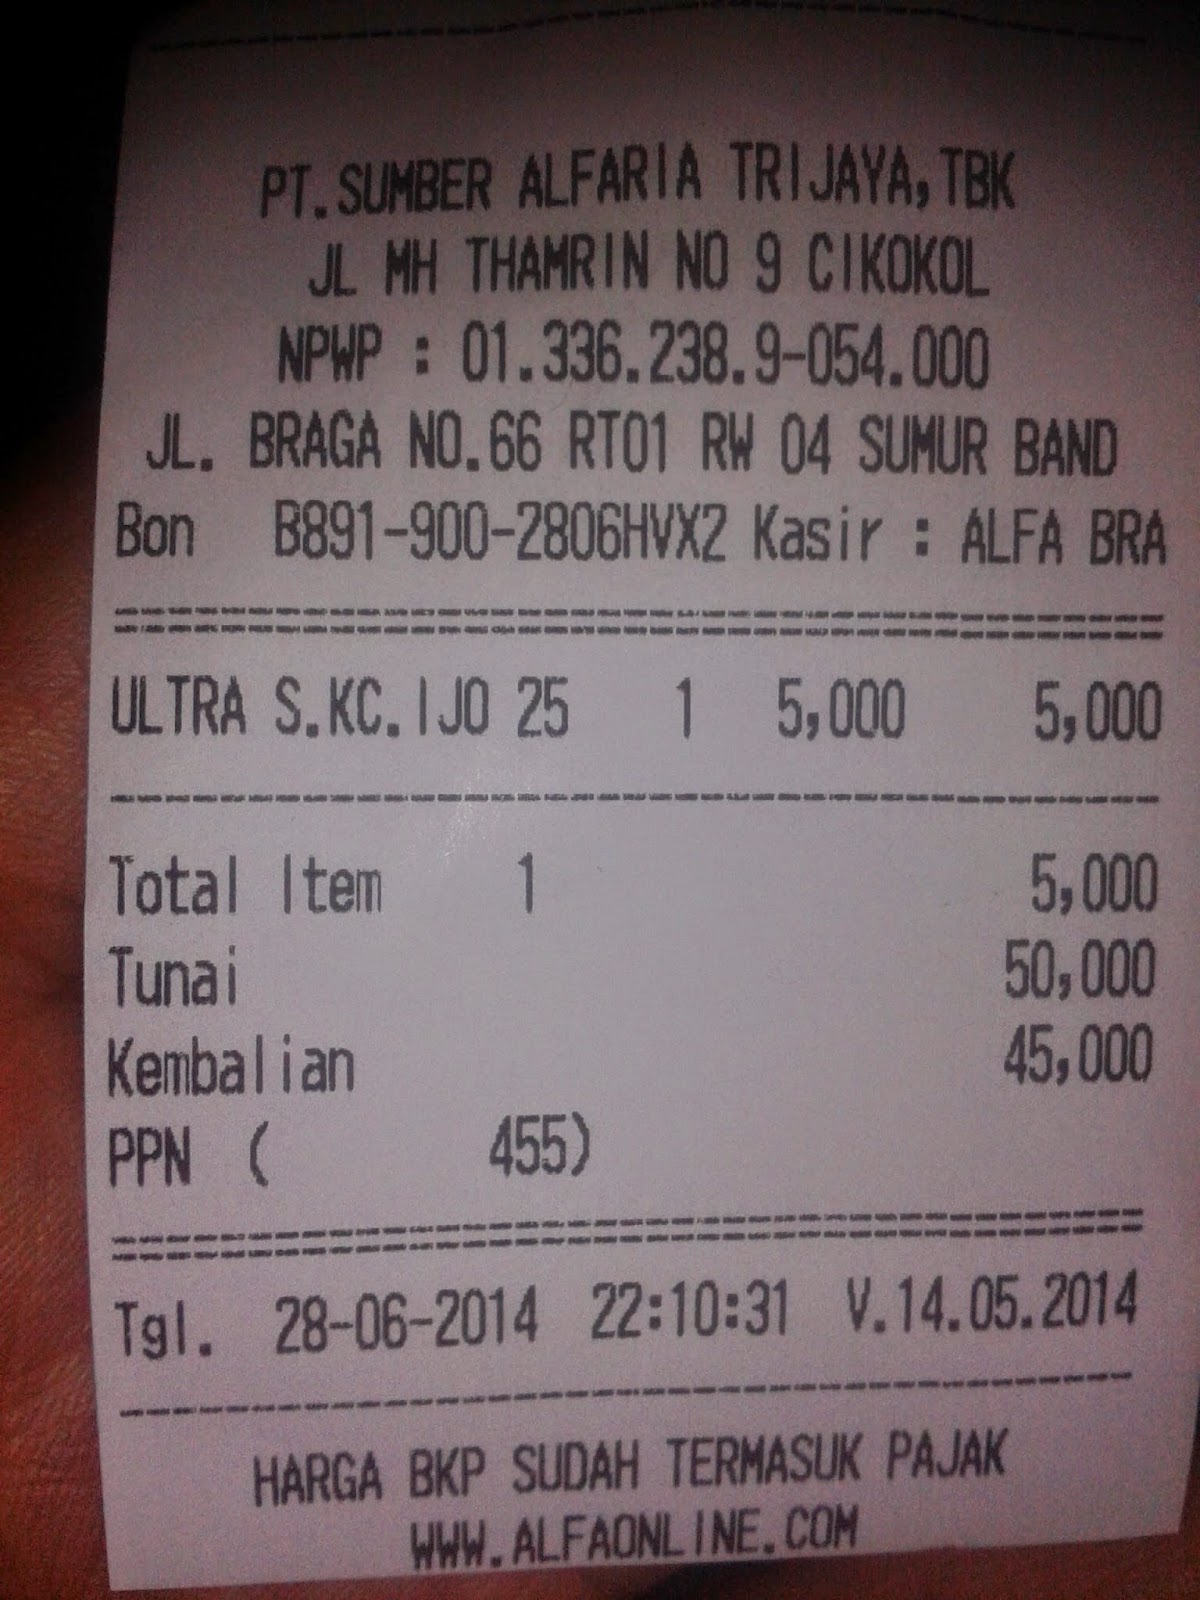 PT.SUMBER ALFARIA TRIJAYA,TBK
JL MH THAMRIN NO 9 CIKOKOL
NPWP : 01.336.238.9-054.000
JL. BRAGA NO.66 RT01 RW 04 SUMUR BAND
Bon B891-900-2806HVX2 Kasir : ALFA BRA
ULTRA S.KC.IJO 25 1 5,000 5,000
Total Item 1 5,000
Tunai 50,000
Kembalian 45,000
PPN ( 455)
Tgl. 28-06-2014 22:10:31 V.14.05.2014
HARGA BKP SUDAH TERMASUK PAJAK
WWW.ALFAONLINE.COM